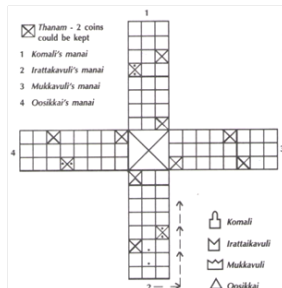 1
Thanam - 2 coins
could be kept
1 Komali's manai
2 Irattakavuli's manai
3 Mukkavuli's manai
4 Oosikkai's manai
4
3
Komali
Irattaikavuli
Mukkavuli
Oosikkai
2